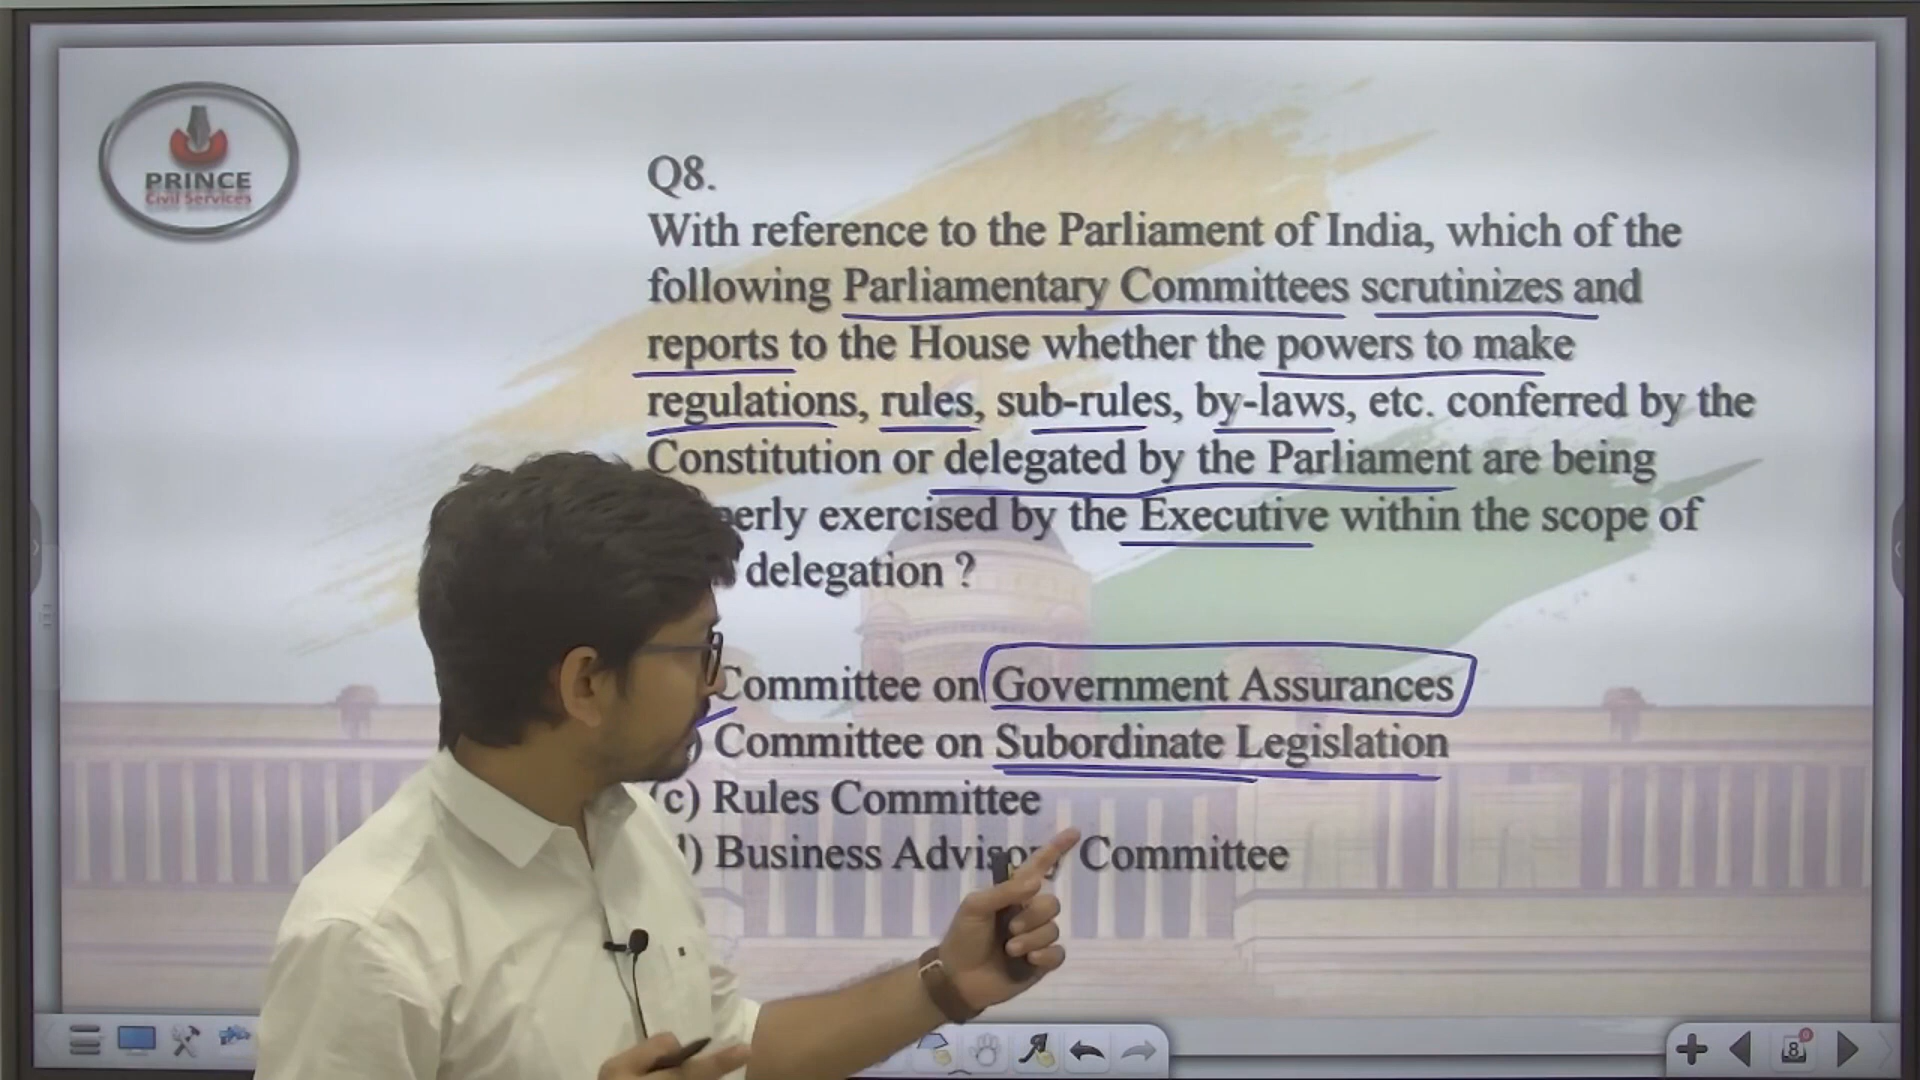 PRINCE
Civil Services
Q8.
With reference to the Parliament of India, which of the
following Parliamentary Committees scrutinizes and
reports to the House whether the powers to make
regulations, rules, sub-rules, by-laws, etc. conferred by the
Constitution or delegated by the Parliament are being
erly exercised by the Executive within the scope of
delegation ?
Committee on Government Assurances
) Committee on Subordinate Legislation
(c) Rules Committee
) Business Advisory Committee
8